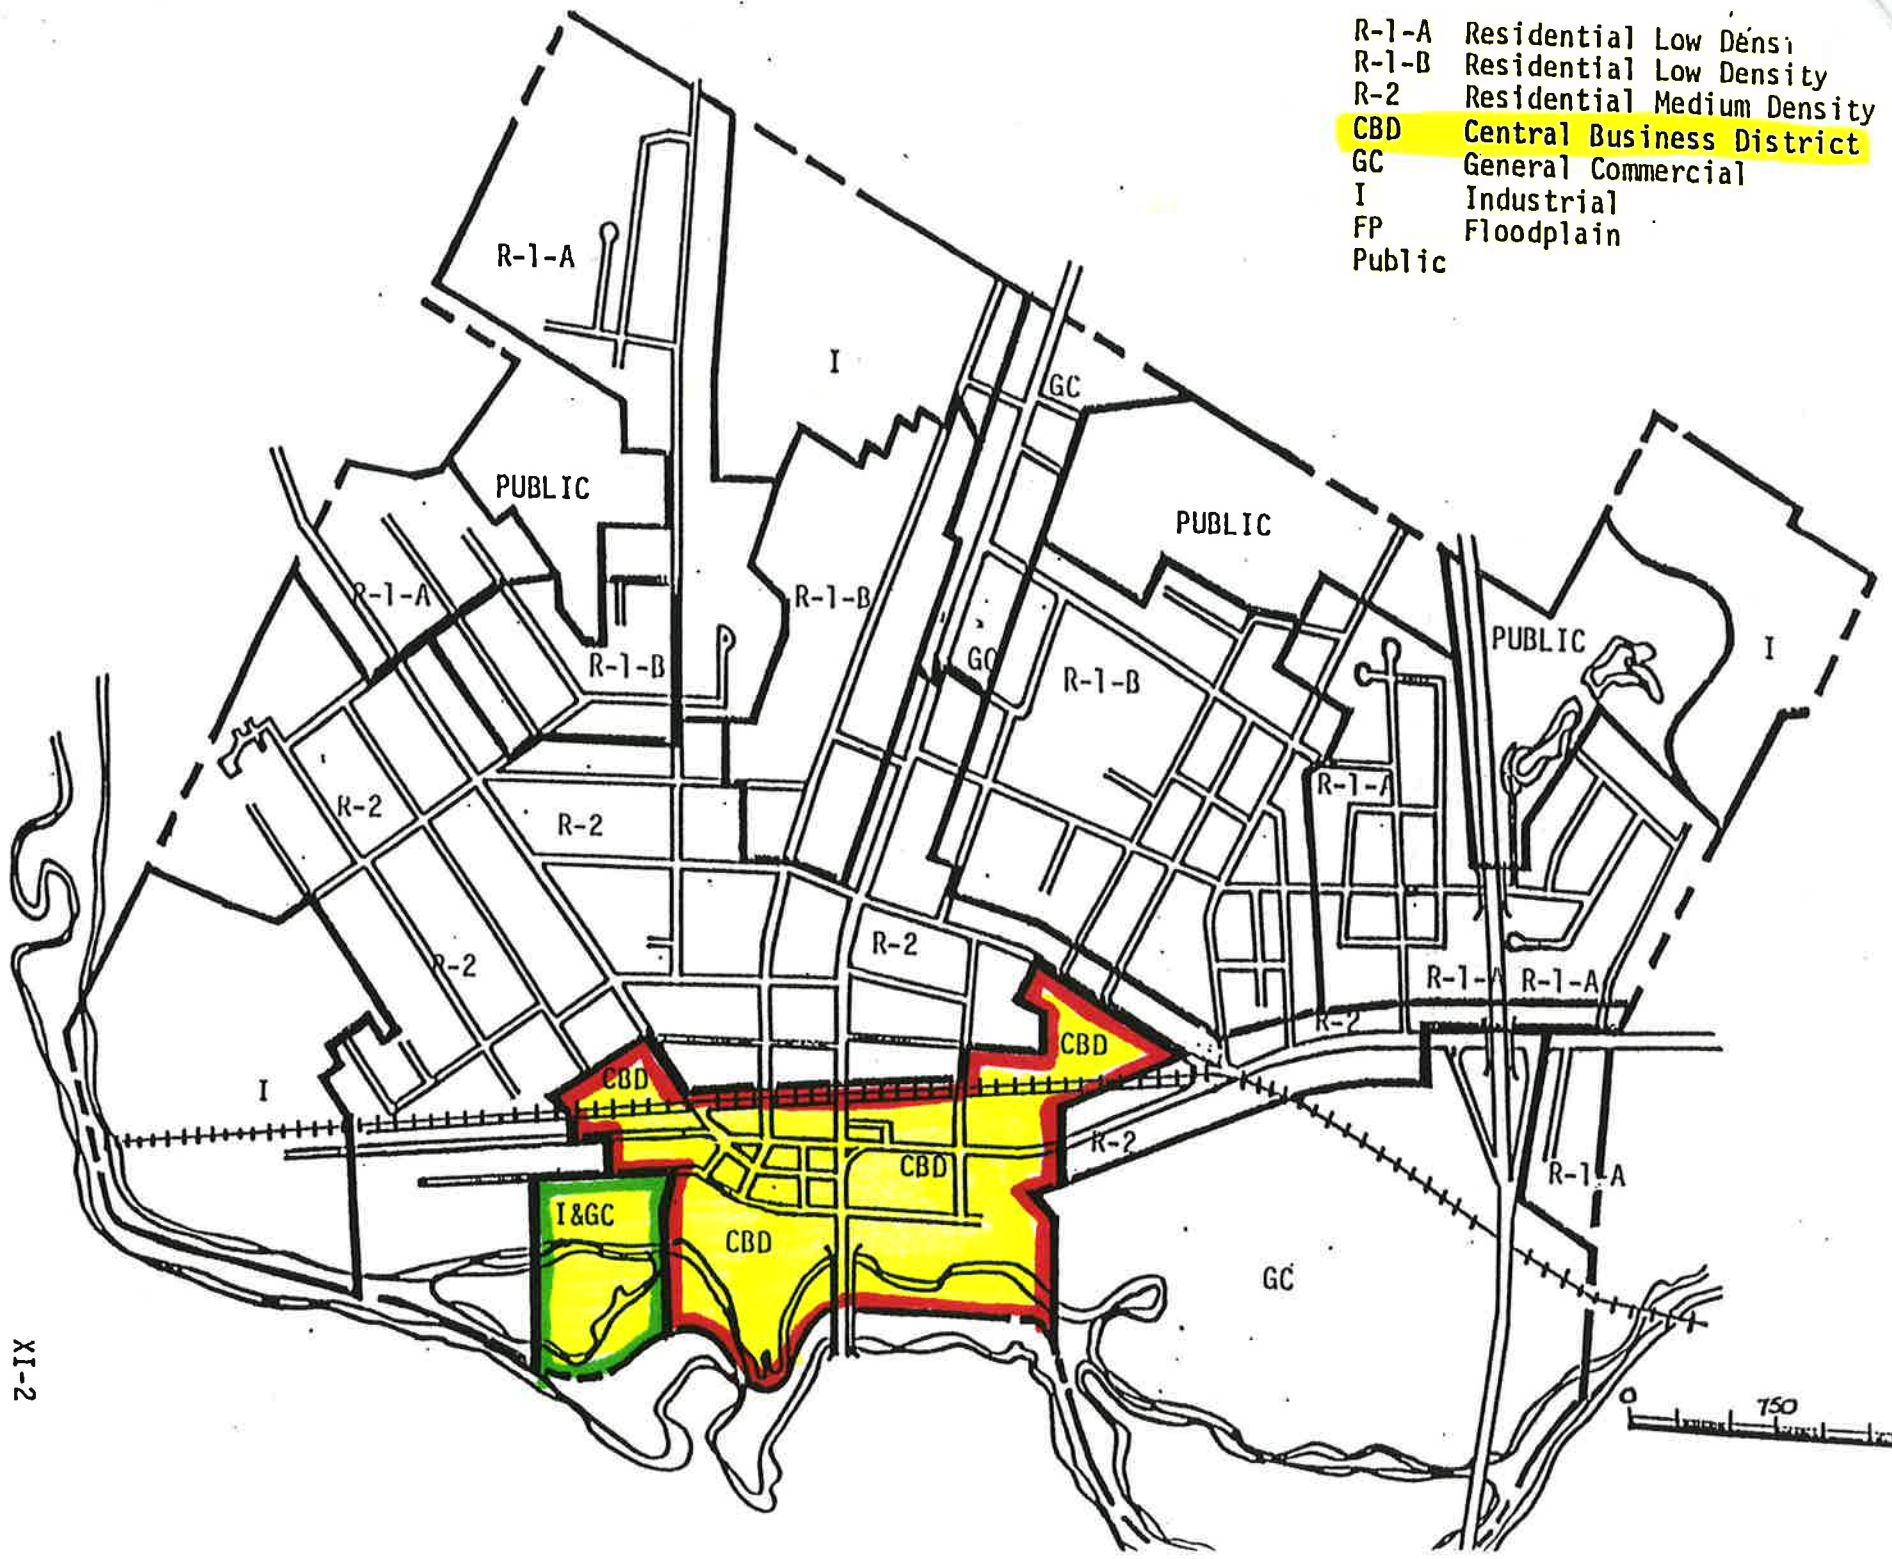 R-1-A Residential Low Densi
R-1-B Residential Low Density
R-2 Residential Medium Density
CBD Central Business District
GC General Commercial
I Industrial
FP Floodplain
Public
R-1-A
I
GC
PUBLIC
PUBLIC
R-1-A
R-1-B
PUBLIC
I
R-1-B
GC
R-1-B
R-1-A
R-2
R-2
R-2
R-2
R-1-A
R-1-A
R-2
CBD
CBD
I
R-2
CBD
R-1-A
I&GC
CBD
GC
XI-2
0 750